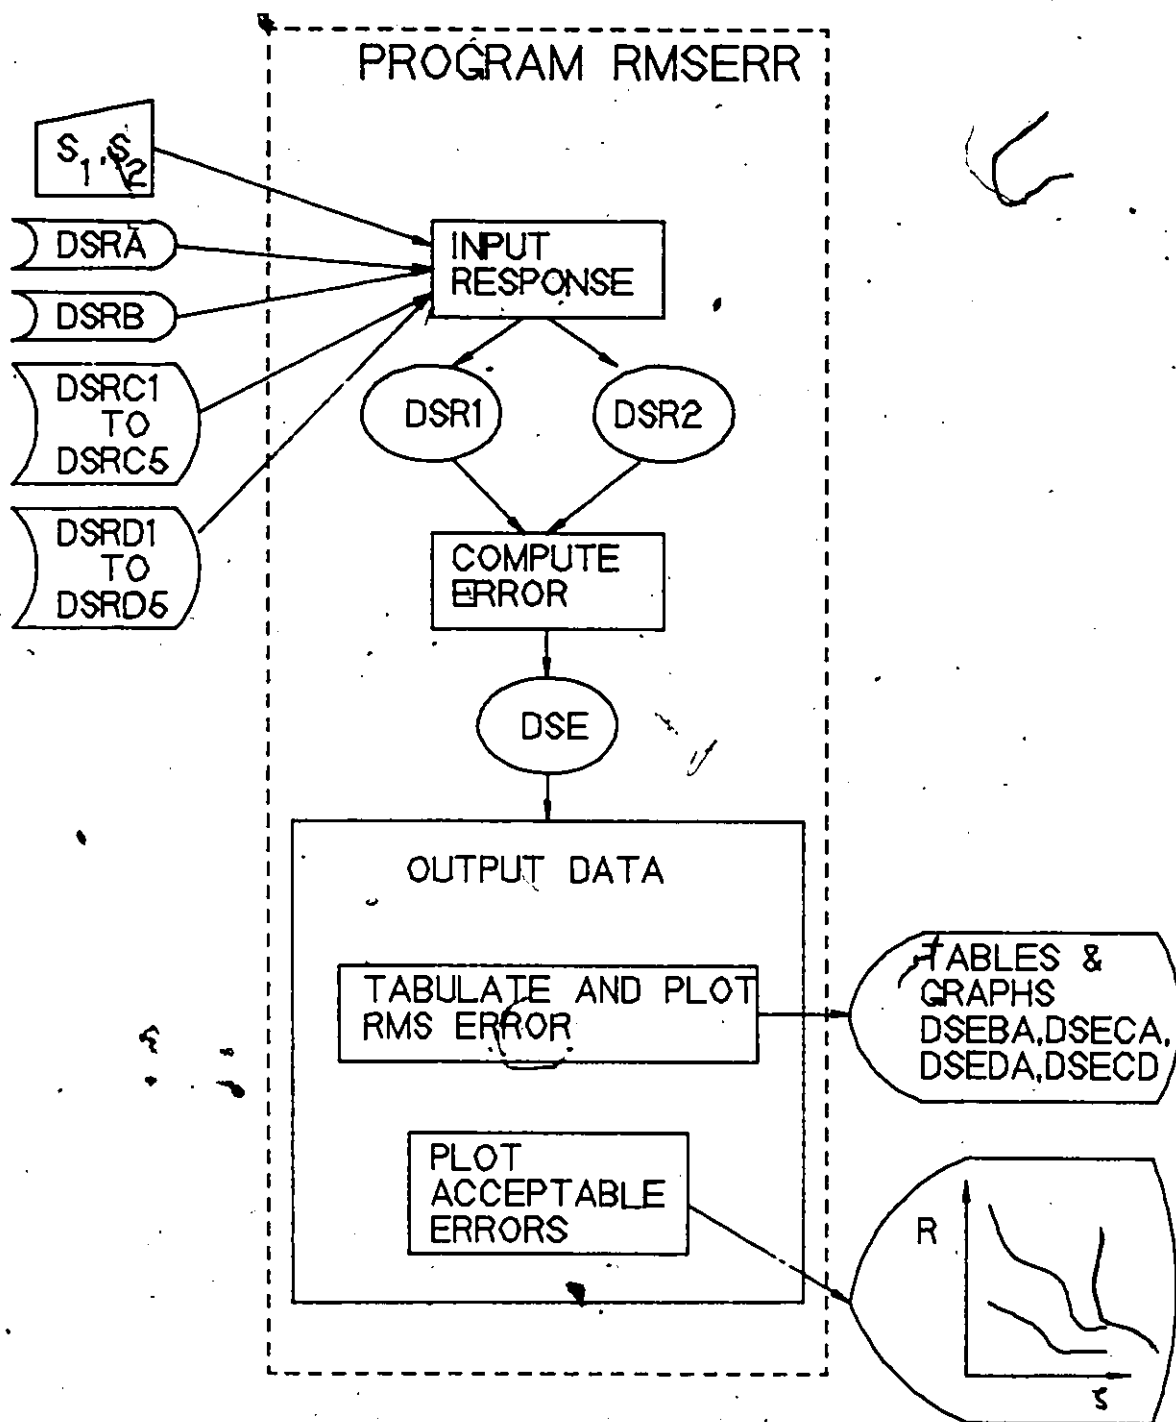 PROGRAM RMSERR
S1, S2
DSRA
DSRB
DSRC1
TO
DSRC5
DSRD1
TO
DSRD5
INPUT
RESPONSE
DSR1
DSR2
COMPUTE
ERROR
DSE
OUTPUT DATA
TABULATE AND PLOT
RMS ERROR
TABLES &
GRAPHS
DSEBA,DSECA,
DSEDA,DSECD
PLOT
ACCEPTABLE
ERRORS
R